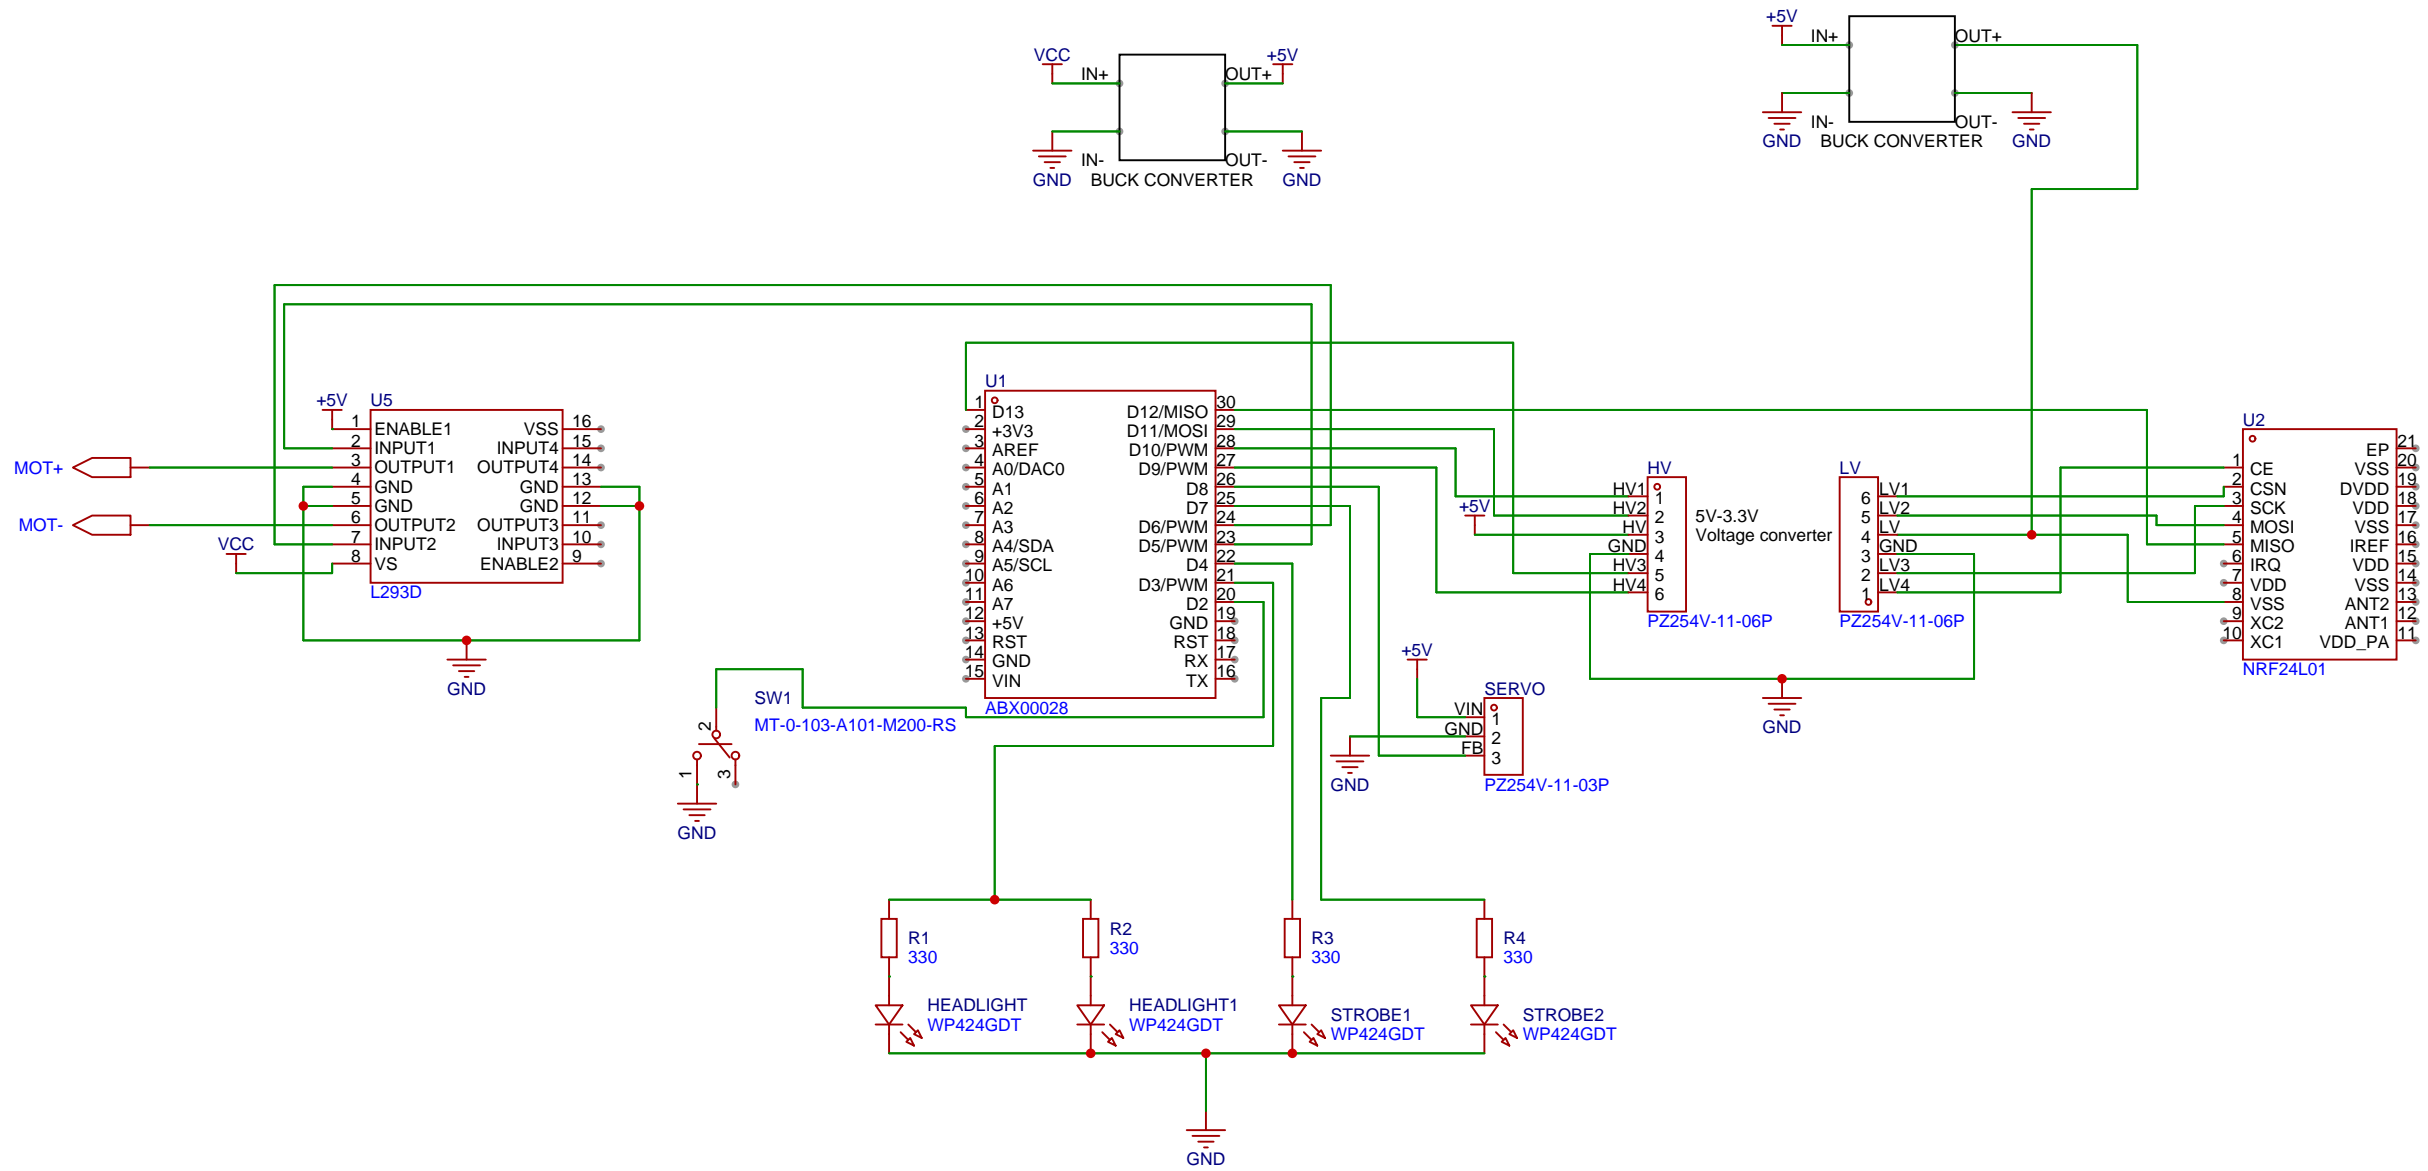 +5V
IN+
OUT+
GND
IN-
BUCK CONVERTER
OUT-
GND
VCC
IN+
OUT+
+5V
GND
IN-
BUCK CONVERTER
OUT-
GND
+5V
U5
1 ENABLE1 VSS 16
2 INPUT1 INPUT4 15
MOT+
3 OUTPUT1 OUTPUT4 14
4 GND GND 13
5 GND GND 12
MOT-
6 OUTPUT2 OUTPUT3 11
7 INPUT2 INPUT3 10
VCC
8 VS ENABLE2 9
L293D
GND
U1
1 D13 D12/MISO 30
2 +3V3 D11/MOSI 29
3 AREF D10/PWM 28
4 A0/DAC0 D9/PWM 27
5 A1 D8 26
6 A2 D7 25
7 A3 D6/PWM 24
8 A4/SDA D5/PWM 23
9 A5/SCL D4 22
10 A6 D3/PWM 21
11 A7 D2 20
12 +5V GND 19
13 RST RST 18
14 GND RX 17
15 VIN TX 16
ABX00028
HV
HV1 1
HV2 2
+5V
HV 3
GND 4
HV3 5
HV4 6
PZ254V-11-06P
5V-3.3V
Voltage converter
LV
6 LV1
5 LV2
4 LV
3 GND
2 LV3
1 LV4
PZ254V-11-06P
GND
U2
EP 21
1 CE VSS 20
2 CSN DVDD 19
3 SCK VDD 18
4 MOSI VSS 17
5 MISO IREF 16
6 IRQ VDD 15
7 VDD VSS 14
8 VSS ANT2 13
9 XC2 ANT1 12
10 XC1 VDD_PA 11
NRF24L01
SW1
MT-0-103-A101-M200-RS
2
1
3
GND
+5V
SERVO
VIN 1
GND 2
FB 3
GND
PZ254V-11-03P
R1
330
R2
330
R3
330
R4
330
HEADLIGHT
WP424GDT
HEADLIGHT1
WP424GDT
STROBE1
WP424GDT
STROBE2
WP424GDT
GND